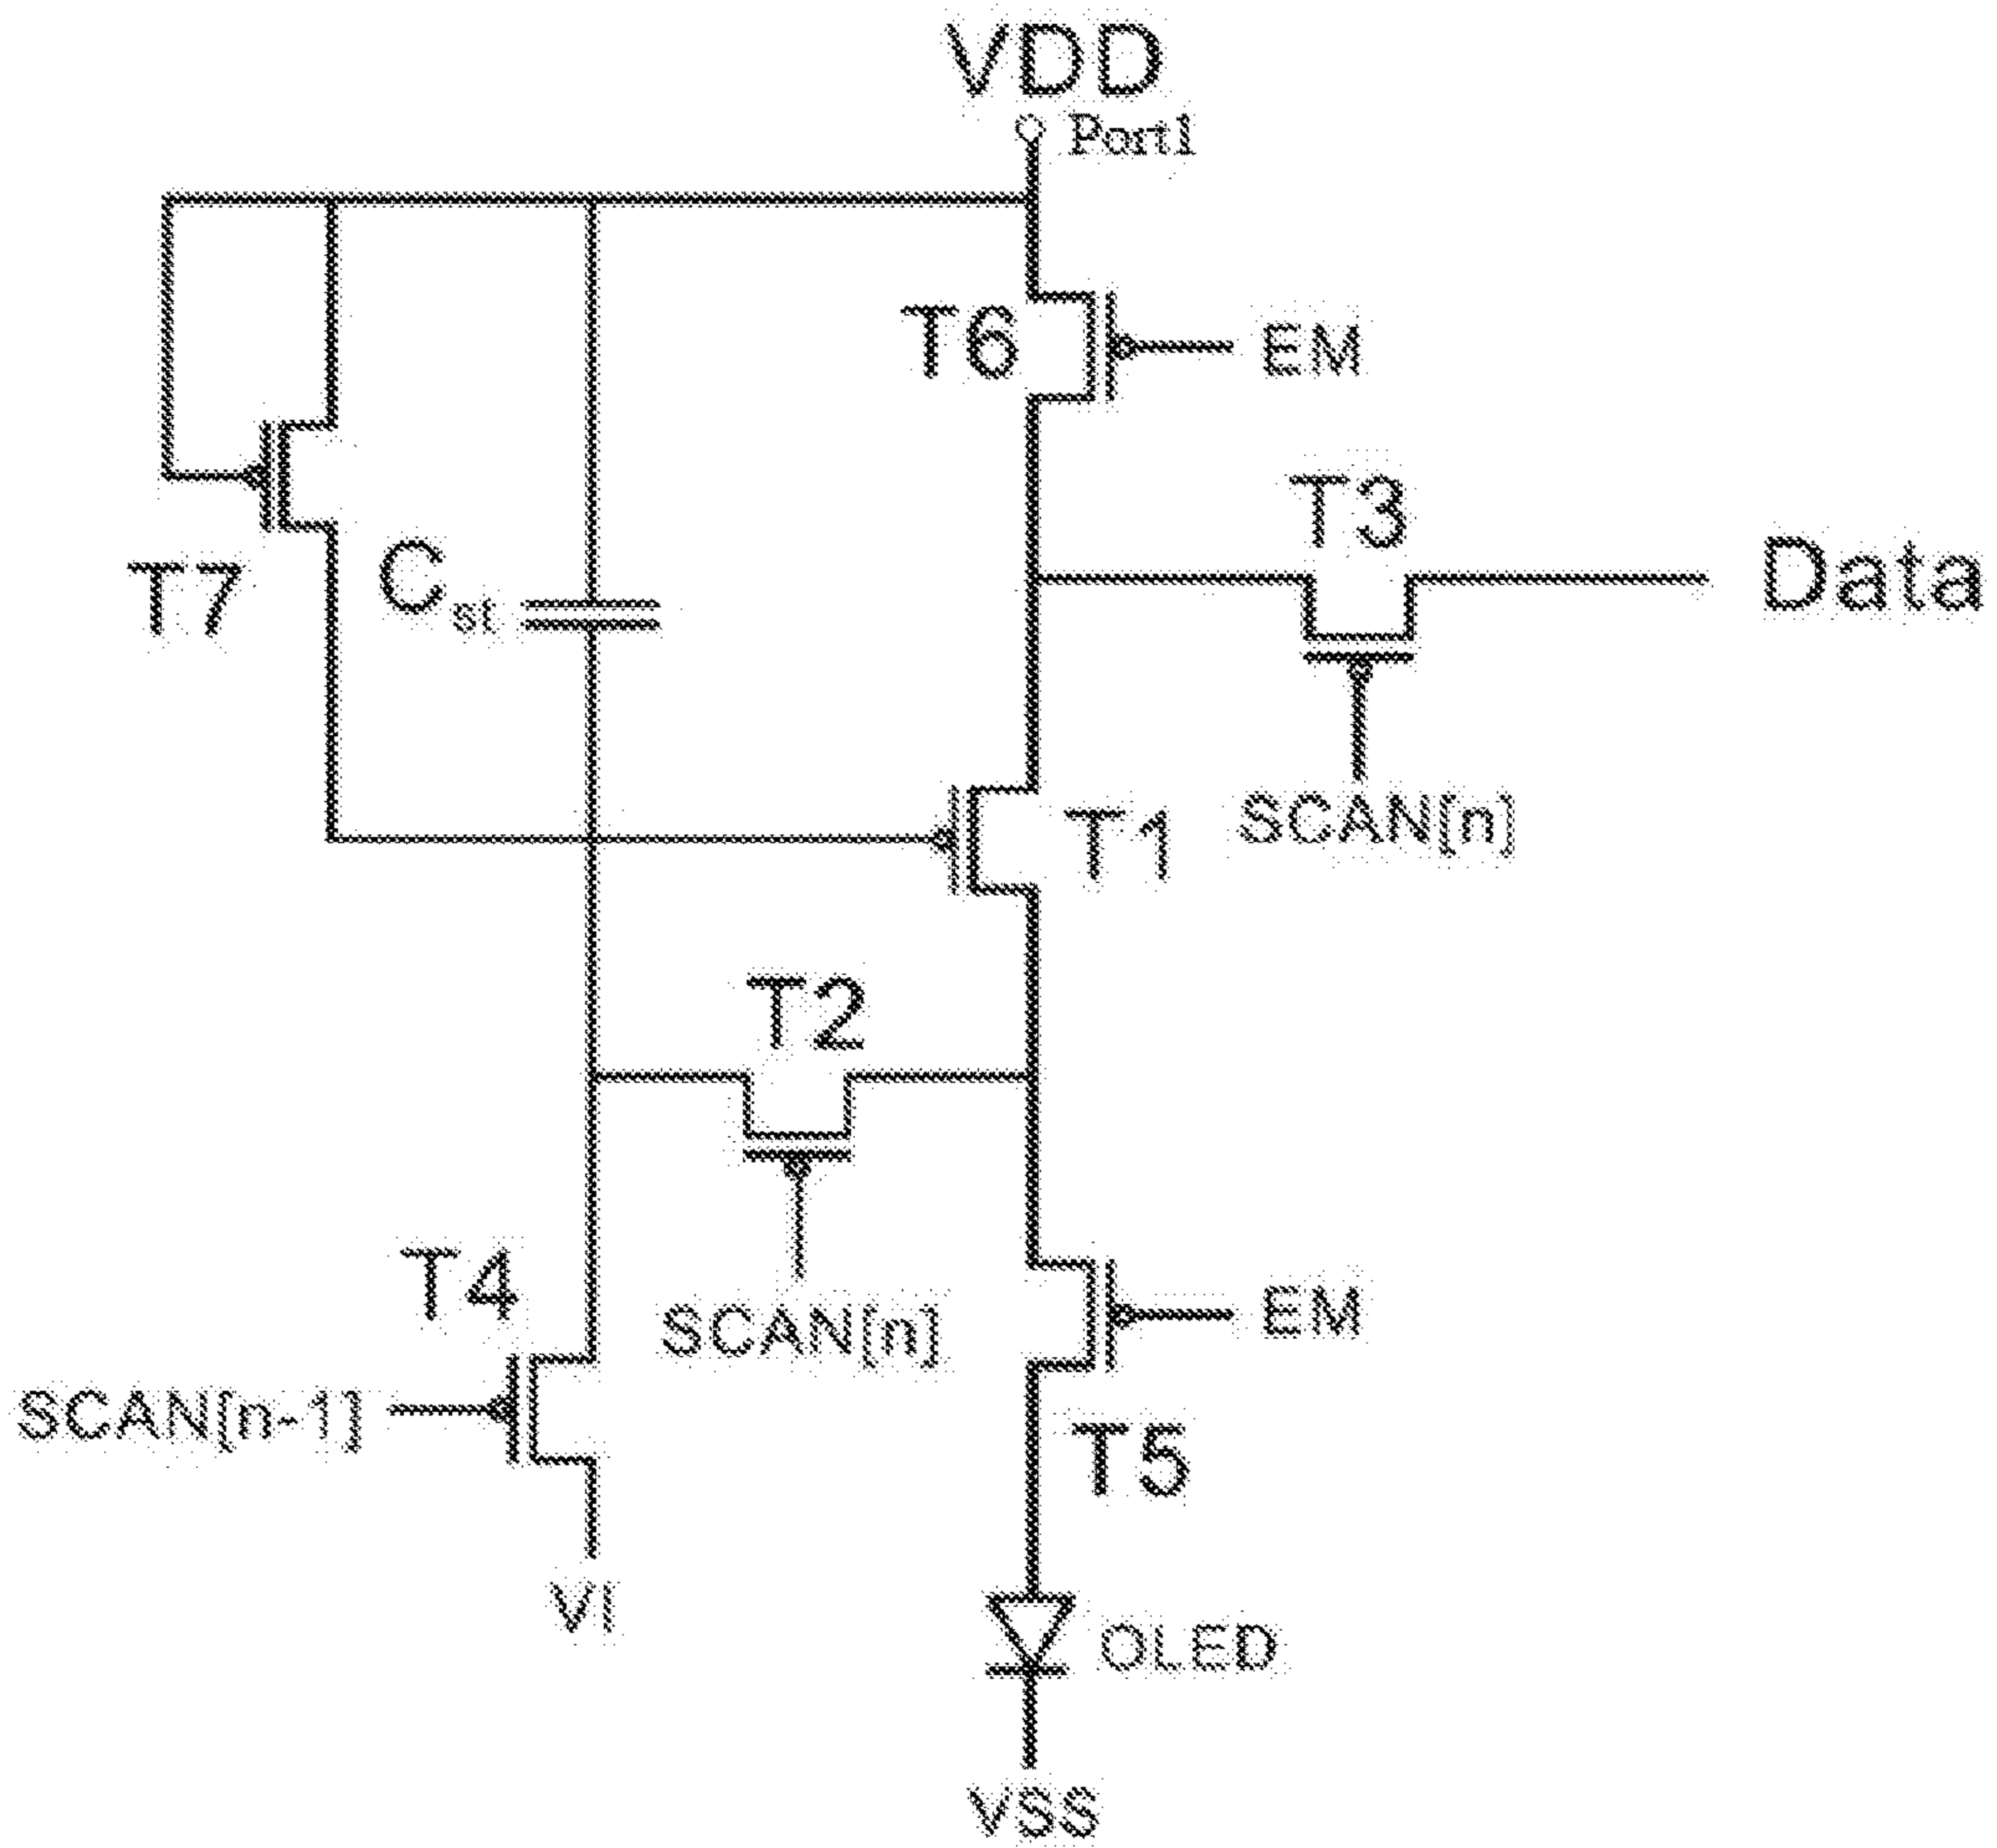 VDD
Port1
T6
EM
T3
Data
T7
Cst
SCAN[n]
T1
T2
T4
SCAN[n]
EM
SCAN[n-1]
T5
VI
OLED
VSS